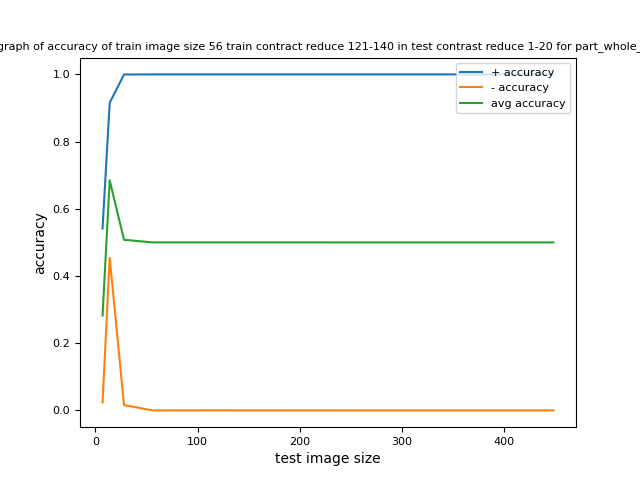 graph of accuracy of train image size 56 train contract reduce 121-140 in test contrast reduce 1-20 for part_whole_
+ accuracy
- accuracy
avg accuracy
1.0
0.8
0.6
0.4
0.2
0.0
accuracy
0 100 200 300 400
test image size